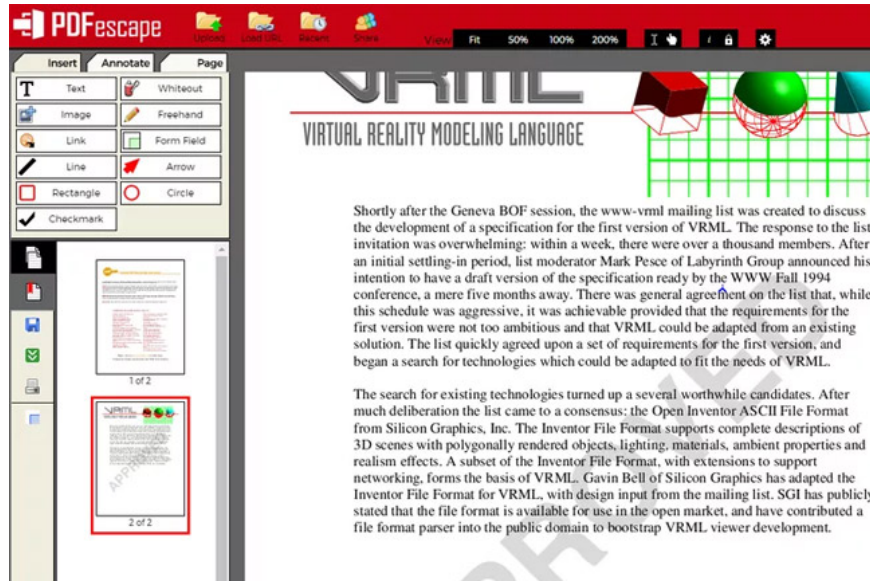 PDFescape
Upload Load URL Recent Share View Fit 50% 100% 200%
Insert Annotate Page
Text Whiteout
Image Freehand
Link Form Field
Line Arrow
Rectangle Circle
Checkmark
1 of 2
VRML
APPROVED
2 of 2
VRML
VIRTUAL REALITY MODELING LANGUAGE
Shortly after the Geneva BOF session, the www-vrml mailing list was created to discuss
the development of a specification for the first version of VRML. The response to the list
invitation was overwhelming: within a week, there were over a thousand members. After
an initial settling-in period, list moderator Mark Pesce of Labyrinth Group announced his
intention to have a draft version of the specification ready by the WWW Fall 1994
conference, a mere five months away. There was general agreement on the list that, while
this schedule was aggressive, it was achievable provided that the requirements for the
first version were not too ambitious and that VRML could be adapted from an existing
solution. The list quickly agreed upon a set of requirements for the first version, and
began a search for technologies which could be adapted to fit the needs of VRML.
The search for existing technologies turned up a several worthwhile candidates. After
much deliberation the list came to a consensus: the Open Inventor ASCII File Format
from Silicon Graphics, Inc. The Inventor File Format supports complete descriptions of
3D scenes with polygonally rendered objects, lighting, materials, ambient properties and
realism effects. A subset of the Inventor File Format, with extensions to support
networking, forms the basis of VRML. Gavin Bell of Silicon Graphics has adapted the
Inventor File Format for VRML, with design input from the mailing list. SGI has publicly
stated that the file format is available for use in the open market, and have contributed a
file format parser into the public domain to bootstrap VRML viewer development.